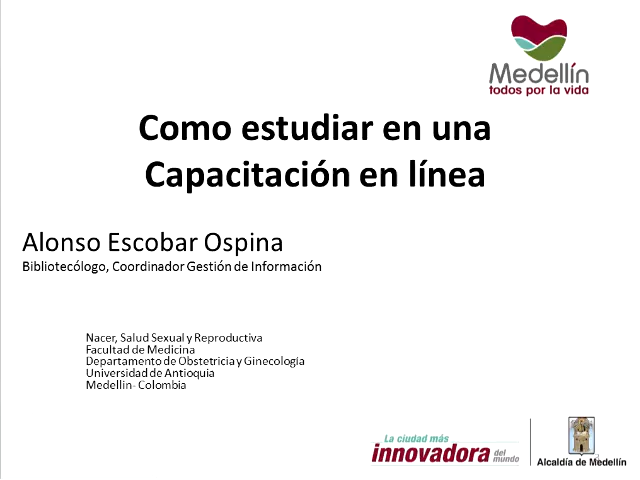 Medellín
todos por la vida
Como estudiar en una
Capacitación en línea
Alonso Escobar Ospina
Bibliotecólogo, Coordinador Gestión de Información
Nacer, Salud Sexual y Reproductiva
Facultad de Medicina
Departamento de Obstetricia y Ginecología
Universidad de Antioquia
Medellin- Colombia
La ciudad más
innovadora del mundo
Alcaldía de Medellín